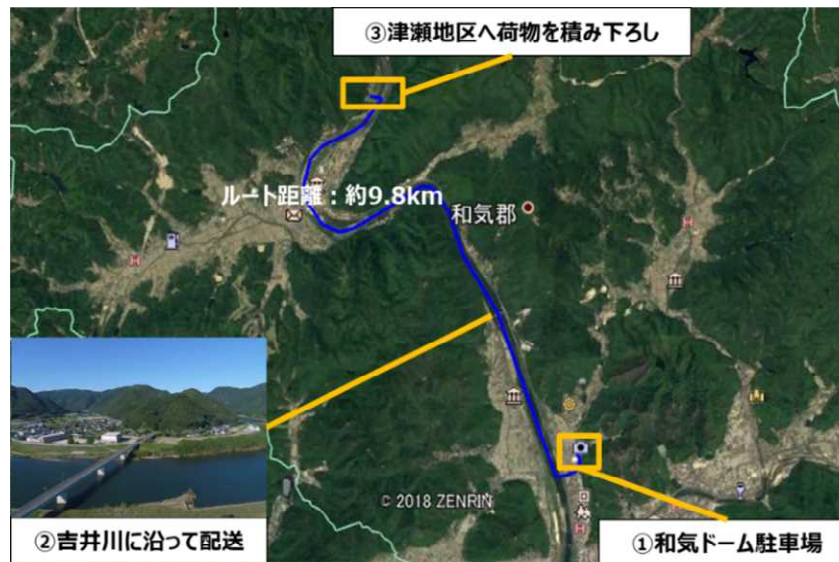 ③津瀬地区へ荷物を積み下ろし
ルート距離：約9.8km
和気郡
H
H
© 2018 ZENRIN
H
②吉井川に沿って配送
①和気ドーム駐車場